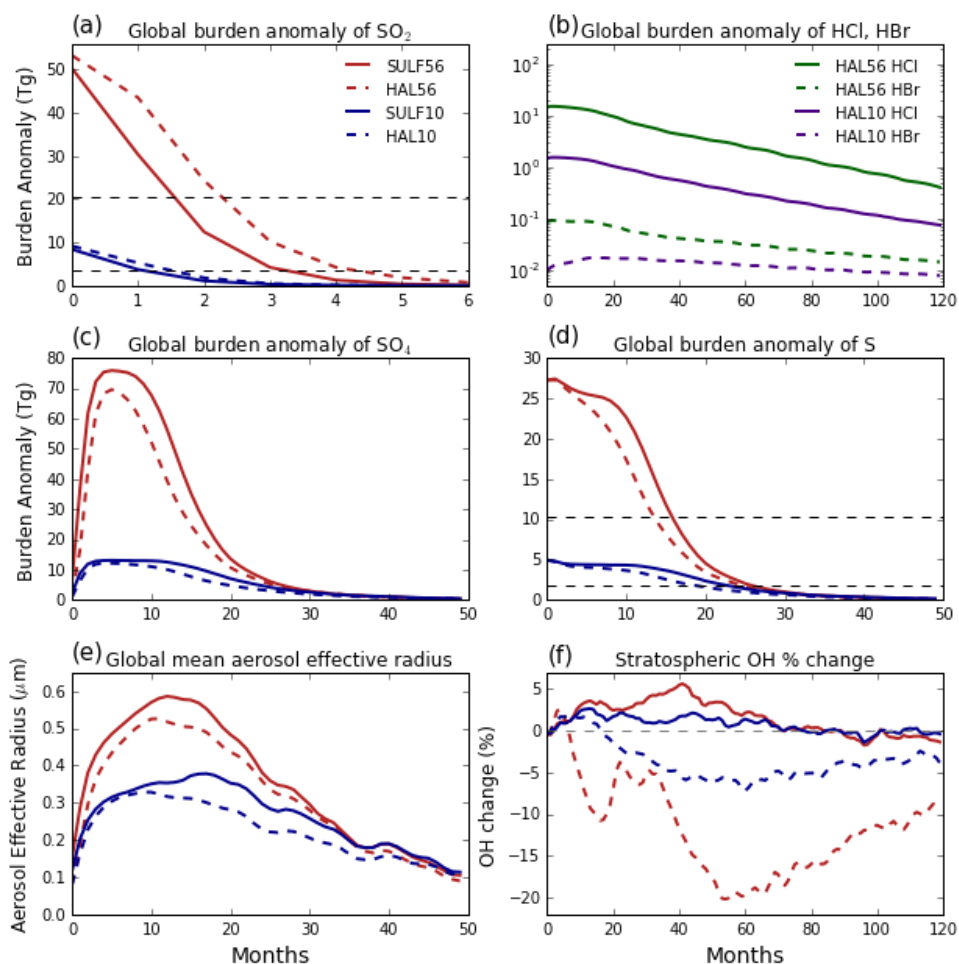 (a) Global burden anomaly of SO₂
(b) Global burden anomaly of HCl, HBr
Burden Anomaly (Tg)
50
40
30
20
10
0
0 1 2 3 4 5 6
SULF56
HAL56
SULF10
HAL10
10²
10¹
10⁰
10⁻¹
10⁻²
0 20 40 60 80 100 120
HAL56 HCl
HAL56 HBr
HAL10 HCl
HAL10 HBr
(c) Global burden anomaly of SO₄
(d) Global burden anomaly of S
Burden Anomaly (Tg)
80
70
60
50
40
30
20
10
0
0 10 20 30 40 50
30
25
20
15
10
5
0
0 10 20 30 40 50
(e) Global mean aerosol effective radius
(f) Stratospheric OH % change
Aerosol Effective Radius (μm)
0.6
0.5
0.4
0.3
0.2
0.1
0.0
0 10 20 30 40 50
Months
OH change (%)
5
0
−5
−10
−15
−20
0 20 40 60 80 100 120
Months